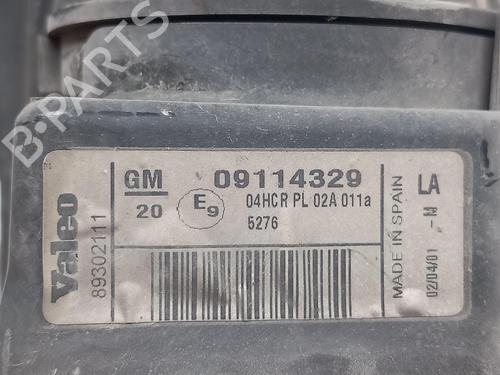 B-PARTS
Valeo
89302111
GM
20
E9
09114329
04HCR PL 02A 011a
5276
MADE IN SPAIN
LA
-M
02/04/01